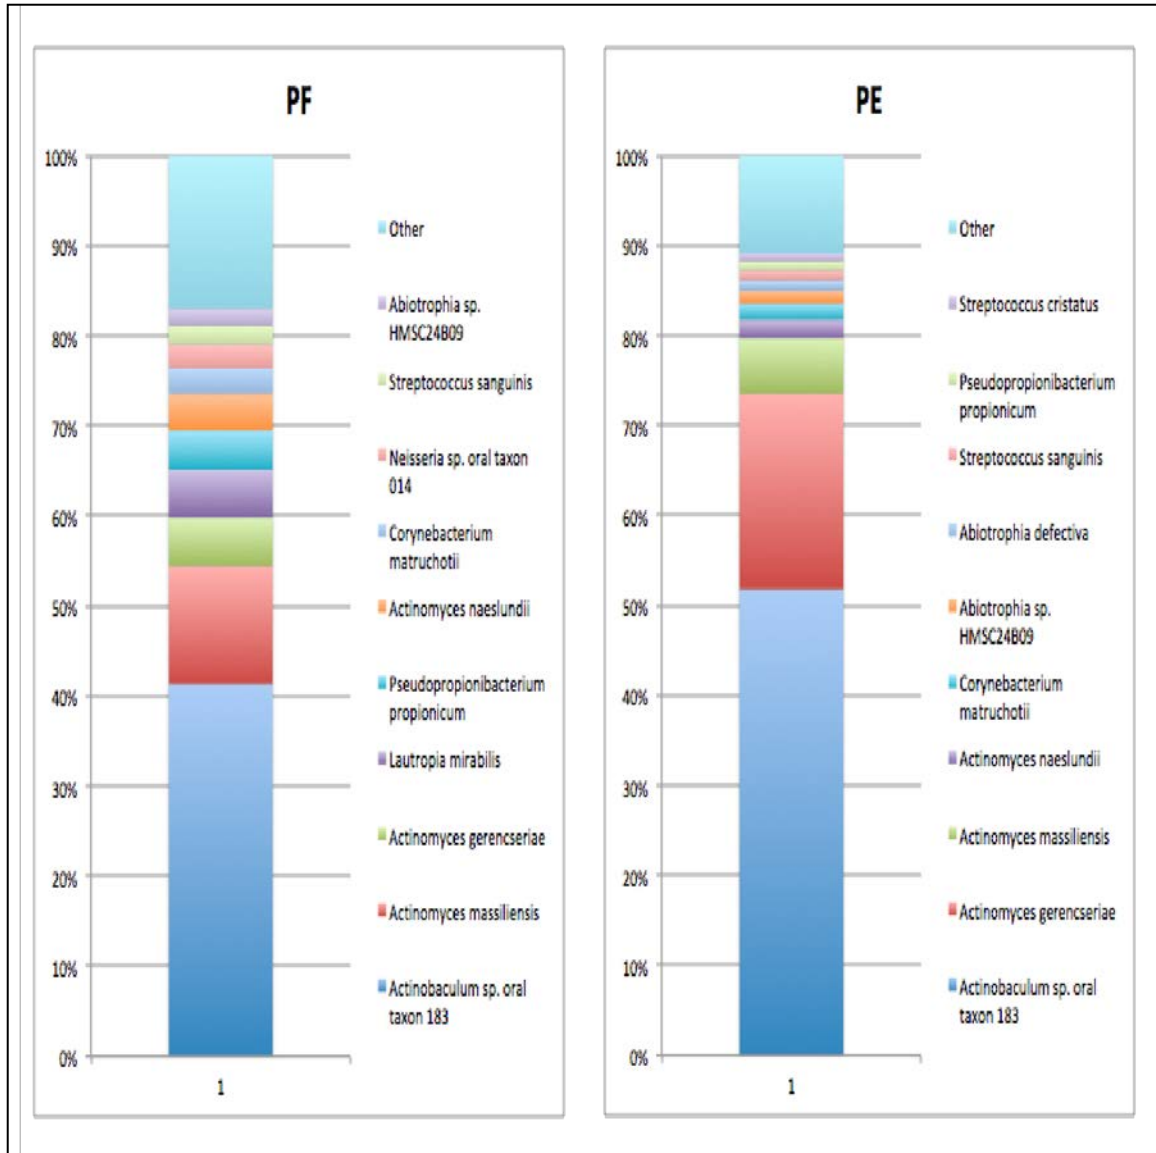 PF
100%
90%
80%
70%
60%
50%
40%
30%
20%
10%
0%
1
Other
Abiotrophia sp.
HMSC24B09
Streptococcus sanguinis
Neisseria sp. oral taxon
014
Corynebacterium
matruchotii
Actinomyces naeslundii
Pseudopropionibacterium
propionicum
Lautropia mirabilis
Actinomyces gerencseriae
Actinomyces massiliensis
Actinobaculum sp. oral
taxon 183
PE
100%
90%
80%
70%
60%
50%
40%
30%
20%
10%
0%
1
Other
Streptococcus cristatus
Pseudopropionibacterium
propionicum
Streptococcus sanguinis
Abiotrophia defectiva
Abiotrophia sp.
HMSC24B09
Corynebacterium
matruchotii
Actinomyces naeslundii
Actinomyces massiliensis
Actinomyces gerencseriae
Actinobaculum sp. oral
taxon 183